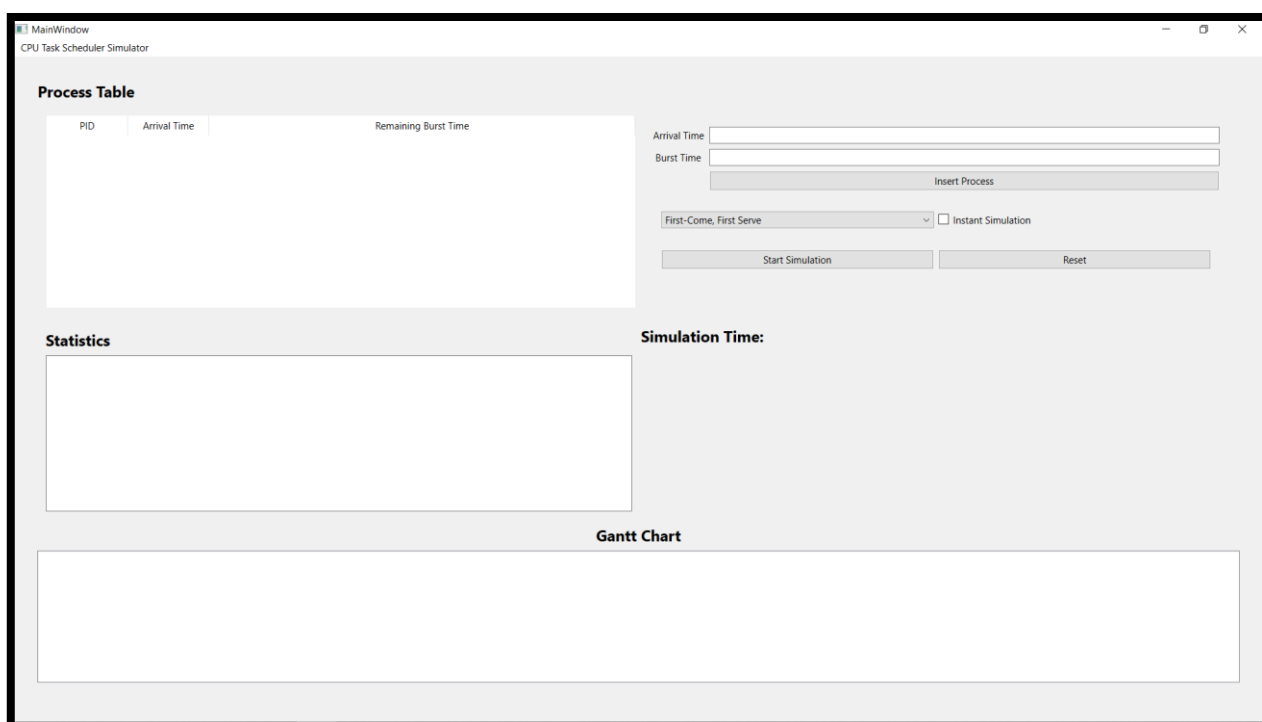 MainWindow
CPU Task Scheduler Simulator
Process Table
PID Arrival Time Remaining Burst Time
Arrival Time
Burst Time
Insert Process
First-Come, First Serve Instant Simulation
Start Simulation Reset
Statistics
Simulation Time:
Gantt Chart